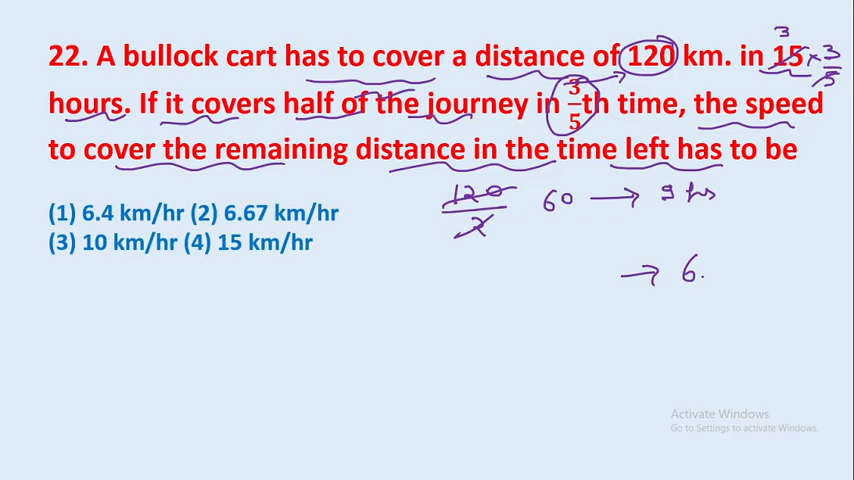 22. A bullock cart has to cover a distance of 120 km. in 15 3 × 3/5
hours. If it covers half of the journey in 3/5th time, the speed
to cover the remaining distance in the time left has to be
120/2 60 → 9 hrs
(1) 6.4 km/hr (2) 6.67 km/hr
(3) 10 km/hr (4) 15 km/hr
→ 6.
Activate Windows
Go to Settings to activate Windows.